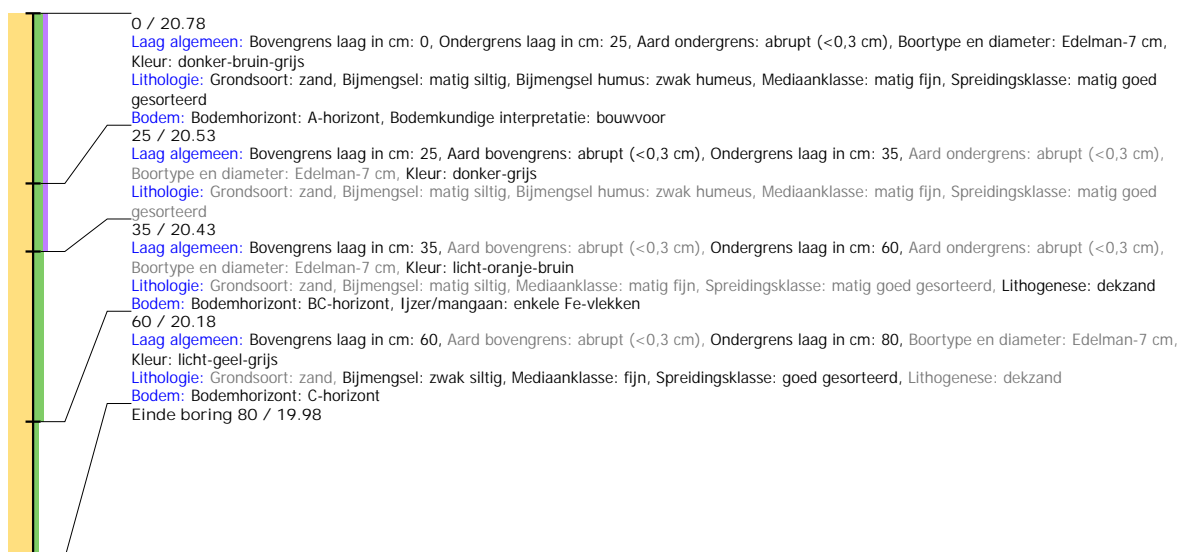 0 / 20.78
Laag algemeen: Bovengrens laag in cm: 0, Ondergrens laag in cm: 25, Aard ondergrens: abrupt (<0,3 cm), Boortype en diameter: Edelman-7 cm,
Kleur: donker-bruin-grijs
Lithologie: Grondsoort: zand, Bijmengsel: matig siltig, Bijmengsel humus: zwak humeus, Mediaanklasse: matig fijn, Spreidingsklasse: matig goed
gesorteerd
Bodem: Bodemhorizont: A-horizont, Bodemkundige interpretatie: bouwvoor
25 / 20.53
Laag algemeen: Bovengrens laag in cm: 25, Aard bovengrens: abrupt (<0,3 cm), Ondergrens laag in cm: 35, Aard ondergrens: abrupt (<0,3 cm),
Boortype en diameter: Edelman-7 cm, Kleur: donker-grijs
Lithologie: Grondsoort: zand, Bijmengsel: matig siltig, Bijmengsel humus: zwak humeus, Mediaanklasse: matig fijn, Spreidingsklasse: matig goed
gesorteerd
35 / 20.43
Laag algemeen: Bovengrens laag in cm: 35, Aard bovengrens: abrupt (<0,3 cm), Ondergrens laag in cm: 60, Aard ondergrens: abrupt (<0,3 cm),
Boortype en diameter: Edelman-7 cm, Kleur: licht-oranje-bruin
Lithologie: Grondsoort: zand, Bijmengsel: matig siltig, Mediaanklasse: matig fijn, Spreidingsklasse: matig goed gesorteerd, Lithogenese: dekzand
Bodem: Bodemhorizont: BC-horizont, Ijzer/mangaan: enkele Fe-vlekken
60 / 20.18
Laag algemeen: Bovengrens laag in cm: 60, Aard bovengrens: abrupt (<0,3 cm), Ondergrens laag in cm: 80, Boortype en diameter: Edelman-7 cm,
Kleur: licht-geel-grijs
Lithologie: Grondsoort: zand, Bijmengsel: zwak siltig, Mediaanklasse: fijn, Spreidingsklasse: goed gesorteerd, Lithogenese: dekzand
Bodem: Bodemhorizont: C-horizont
Einde boring 80 / 19.98